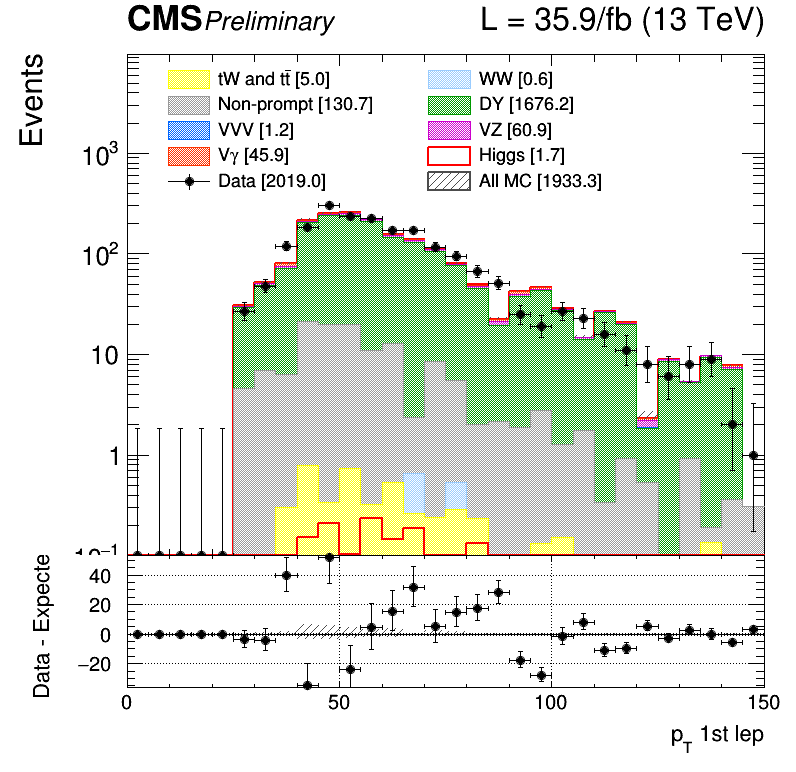 CMS Preliminary L = 35.9/fb (13 TeV)
Events
tW and tt̄ [5.0] WW [0.6]
Non-prompt [130.7] DY [1676.2]
VVV [1.2] VZ [60.9]
Vγ [45.9] Higgs [1.7]
Data [2019.0] All MC [1933.3]
10³
10²
10
1
10⁻¹
Data - Expecte
40
20
0
−20
0 50 100 150
p_T 1st lep